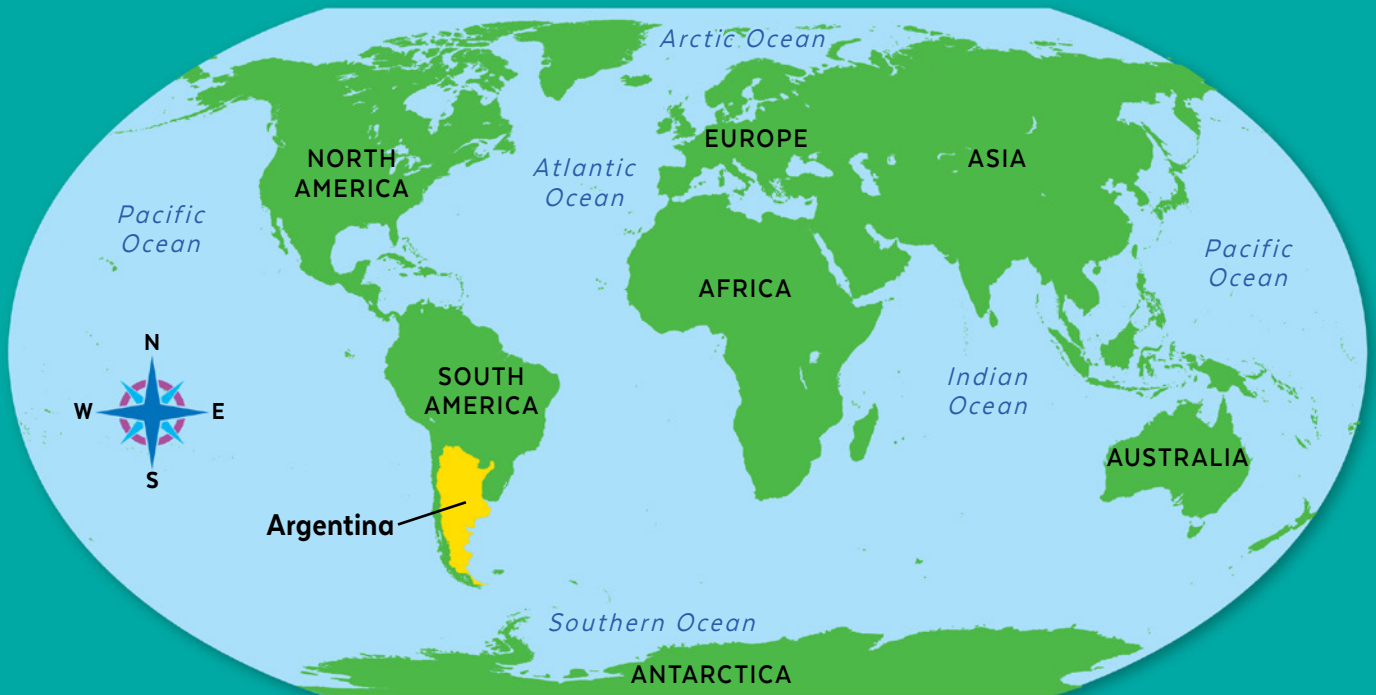 Arctic Ocean
NORTH
AMERICA
EUROPE
ASIA
Atlantic
Ocean
Pacific
Ocean
Pacific
Ocean
AFRICA
N
W
E
S
SOUTH
AMERICA
Indian
Ocean
AUSTRALIA
Argentina
Southern Ocean
ANTARCTICA